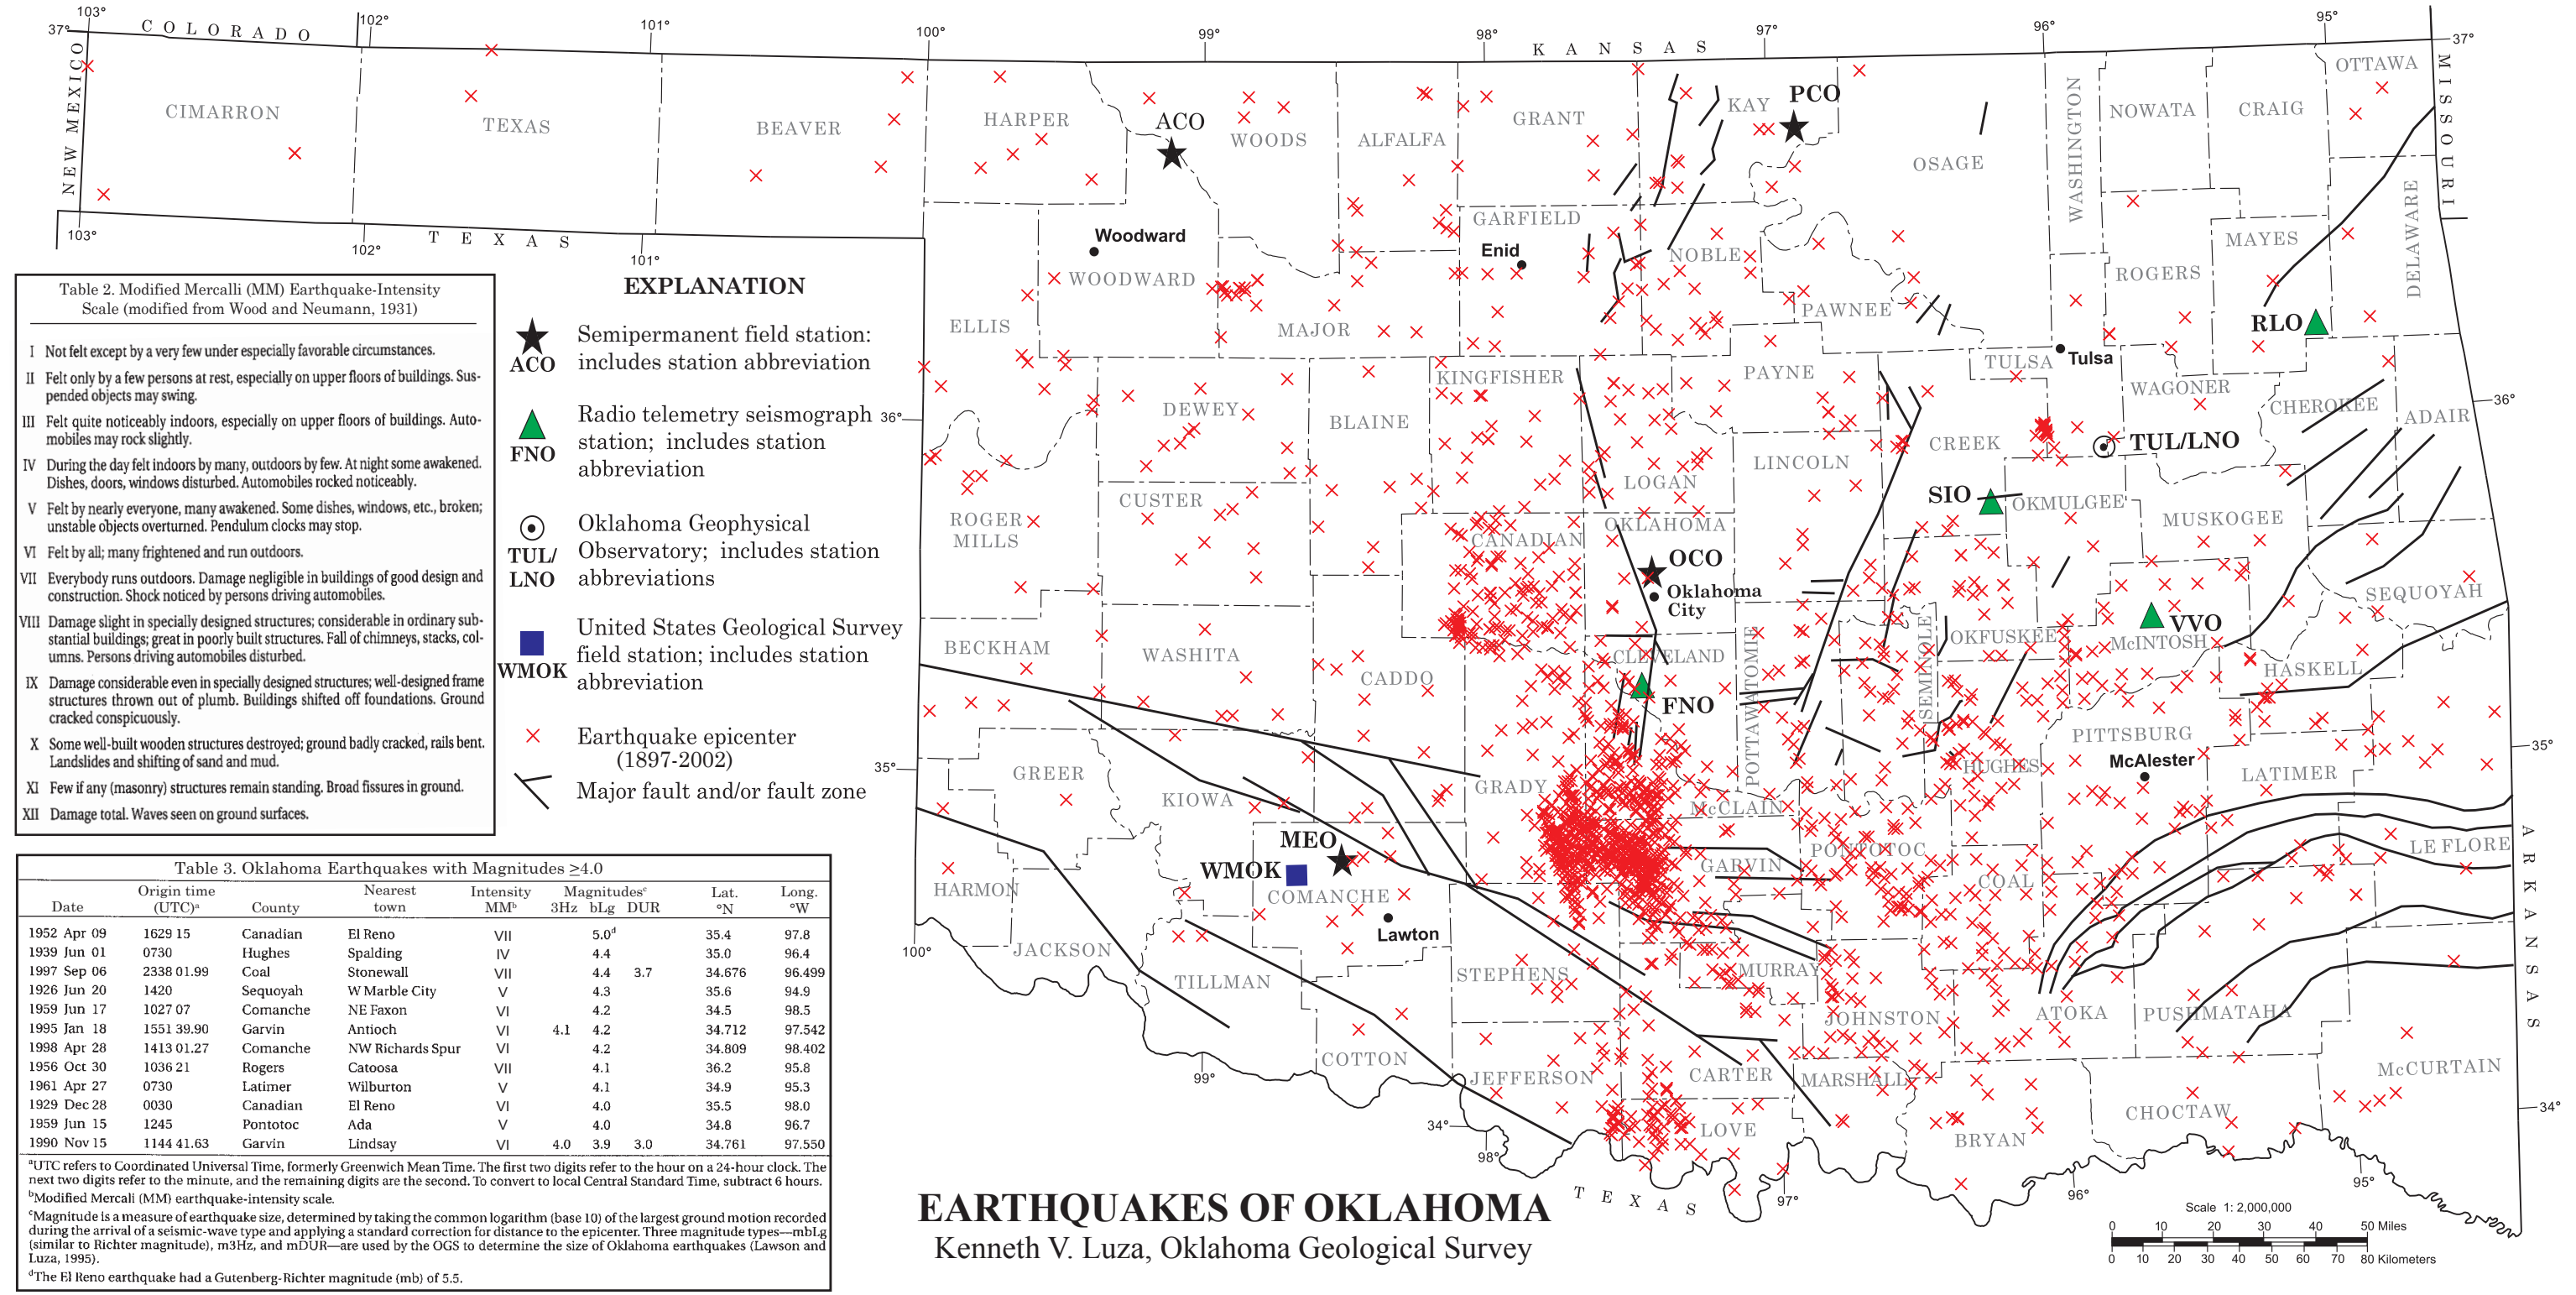 103°
102°
101°
100°
99°
98°
97°
96°
95°
37°
COLORADO
KANSAS
37°
NEW MEXICO
MISSOURI
CIMARRON
TEXAS
BEAVER
HARPER
ACO
WOODS
ALFALFA
GRANT
KAY
PCO
OSAGE
WASHINGTON
NOWATA
CRAIG
OTTAWA
DELAWARE
103°
102°
101°
TEXAS
Woodward
WOODWARD
ELLIS
MAJOR
GARFIELD
Enid
NOBLE
PAWNEE
ROGERS
MAYES
RLO
TULSA
Tulsa
WAGONER
CHEROKEE
ADAIR
36°
36°
DEWEY
BLAINE
KINGFISHER
LOGAN
PAYNE
LINCOLN
CREEK
TUL/LNO
SIO
OKMULGEE
MUSKOGEE
SEQUOYAH
ROGER
MILLS
CUSTER
CANADIAN
OKLAHOMA
OCO
Oklahoma
City
OKFUSKEE
SEMINOLE
POTTAWATOMIE
VVO
McINTOSH
HASKELL
BECKHAM
WASHITA
CADDO
CLEVELAND
FNO
HUGHES
PITTSBURG
McAlester
LATIMER
LE FLORE
35°
35°
GREER
KIOWA
GRADY
McCLAIN
GARVIN
PONTOTOC
COAL
HARMON
JACKSON
MEO
WMOK
COMANCHE
Lawton
TILLMAN
COTTON
STEPHENS
MURRAY
JOHNSTON
ATOKA
PUSHMATAHA
McCURTAIN
ARKANSAS
JEFFERSON
CARTER
MARSHALL
LOVE
BRYAN
CHOCTAW
100°
99°
98°
97°
96°
95°
34°
34°
TEXAS
Table 2. Modified Mercalli (MM) Earthquake-Intensity
Scale (modified from Wood and Neumann, 1931)
I Not felt except by a very few under especially favorable circumstances.
II Felt only by a few persons at rest, especially on upper floors of buildings. Sus-
pended objects may swing.
III Felt quite noticeably indoors, especially on upper floors of buildings. Auto-
mobiles may rock slightly.
IV During the day felt indoors by many, outdoors by few. At night some awakened.
Dishes, doors, windows disturbed. Automobiles rocked noticeably.
V Felt by nearly everyone, many awakened. Some dishes, windows, etc., broken;
unstable objects overturned. Pendulum clocks may stop.
VI Felt by all; many frightened and run outdoors.
VII Everybody runs outdoors. Damage negligible in buildings of good design and
construction. Shock noticed by persons driving automobiles.
VIII Damage slight in specially designed structures; considerable in ordinary sub-
stantial buildings; great in poorly built structures. Fall of chimneys, stacks, col-
umns. Persons driving automobiles disturbed.
IX Damage considerable even in specially designed structures; well-designed frame
structures thrown out of plumb. Buildings shifted off foundations. Ground
cracked conspicuously.
X Some well-built wooden structures destroyed; ground badly cracked, rails bent.
Landslides and shifting of sand and mud.
XI Few if any (masonry) structures remain standing. Broad fissures in ground.
XII Damage total. Waves seen on ground surfaces.
EXPLANATION
ACO
Semipermanent field station:
includes station abbreviation
FNO
Radio telemetry seismograph
station; includes station
abbreviation
TUL/
LNO
Oklahoma Geophysical
Observatory; includes station
abbreviations
WMOK
United States Geological Survey
field station; includes station
abbreviation
Earthquake epicenter
(1897-2002)
Major fault and/or fault zone
Table 3. Oklahoma Earthquakes with Magnitudes ≥4.0
Origin time Nearest Intensity Magnitudesᶜ Lat. Long.
Date (UTC)ᵃ County town MMᵇ 3Hz bLg DUR °N °W
1952 Apr 09 1629 15 Canadian El Reno VII 5.0ᵈ 35.4 97.8
1939 Jun 01 0730 Hughes Spalding IV 4.4 35.0 96.4
1997 Sep 06 2338 01.99 Coal Stonewall VII 4.4 3.7 34.676 96.499
1926 Jun 20 1420 Sequoyah W Marble City V 4.3 35.6 94.9
1959 Jun 17 1027 07 Comanche NE Faxon VI 4.2 34.5 98.5
1995 Jan 18 1551 39.90 Garvin Antioch VI 4.1 4.2 34.712 97.542
1998 Apr 28 1413 01.27 Comanche NW Richards Spur VI 4.2 34.809 98.402
1956 Oct 30 1036 21 Rogers Catoosa VII 4.1 36.2 95.8
1961 Apr 27 0730 Latimer Wilburton V 4.1 34.9 95.3
1929 Dec 28 0030 Canadian El Reno VI 4.0 35.5 98.0
1959 Jun 15 1245 Pontotoc Ada V 4.0 34.8 96.7
1990 Nov 15 1144 41.63 Garvin Lindsay VI 4.0 3.9 3.0 34.761 97.550
ᵃUTC refers to Coordinated Universal Time, formerly Greenwich Mean Time. The first two digits refer to the hour on a 24-hour clock. The
next two digits refer to the minute, and the remaining digits are the second. To convert to local Central Standard Time, subtract 6 hours.
ᵇModified Mercali (MM) earthquake-intensity scale.
ᶜMagnitude is a measure of earthquake size, determined by taking the common logarithm (base 10) of the largest ground motion recorded
during the arrival of a seismic-wave type and applying a standard correction for distance to the epicenter. Three magnitude types—mbLg
(similar to Richter magnitude), m3Hz, and mDUR—are used by the OGS to determine the size of Oklahoma earthquakes (Lawson and
Luza, 1995).
ᵈThe El Reno earthquake had a Gutenberg-Richter magnitude (mb) of 5.5.
EARTHQUAKES OF OKLAHOMA
Kenneth V. Luza, Oklahoma Geological Survey
Scale 1: 2,000,000
0 10 20 30 40 50 Miles
0 10 20 30 40 50 60 70 80 Kilometers